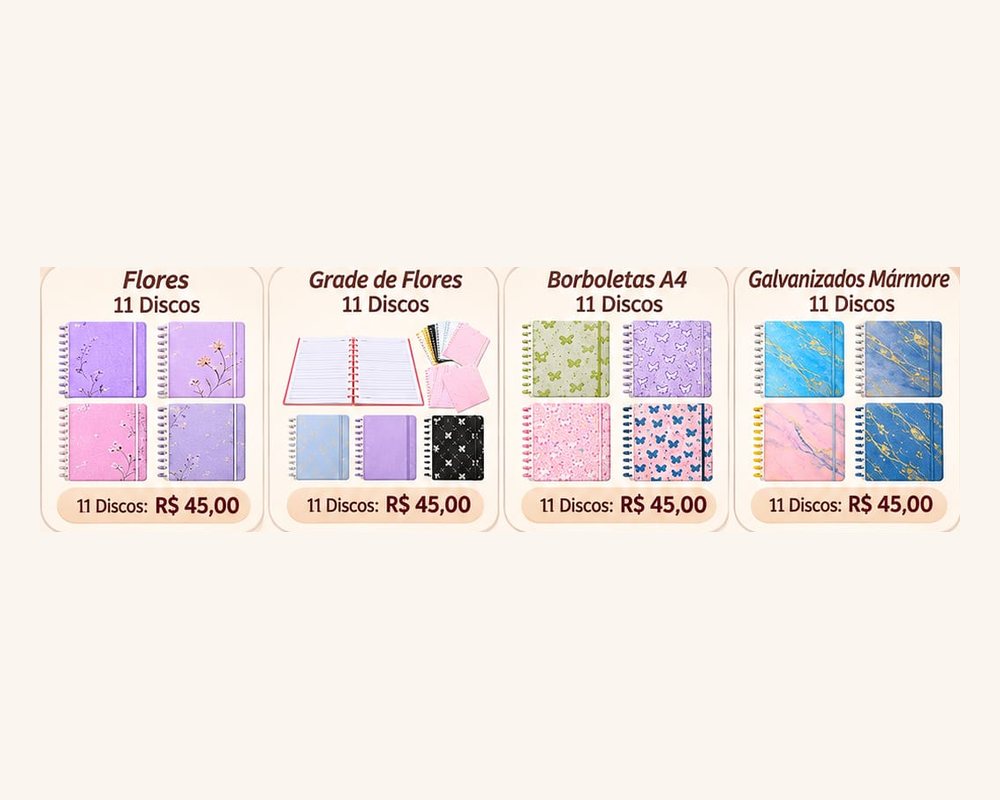 Flores
11 Discos
11 Discos: R$ 45,00
Grade de Flores
11 Discos
11 Discos: R$ 45,00
Borboletas A4
11 Discos
11 Discos: R$ 45,00
Galvanizados Mármore
11 Discos
11 Discos: R$ 45,00